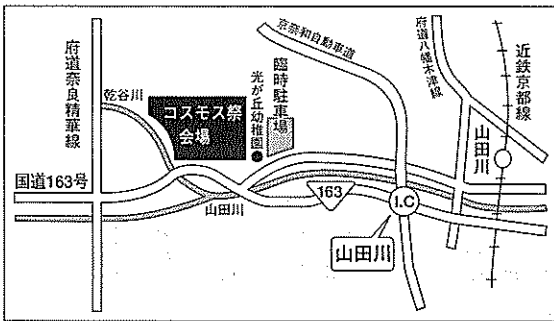 府道奈良精華線
乾谷川
コスモス祭
会場
光が丘幼稚園
臨時駐車場
京奈和自動車道
府道八幡木津線
近鉄京都線
山田川
国道163号
山田川
163
I.C
山田川